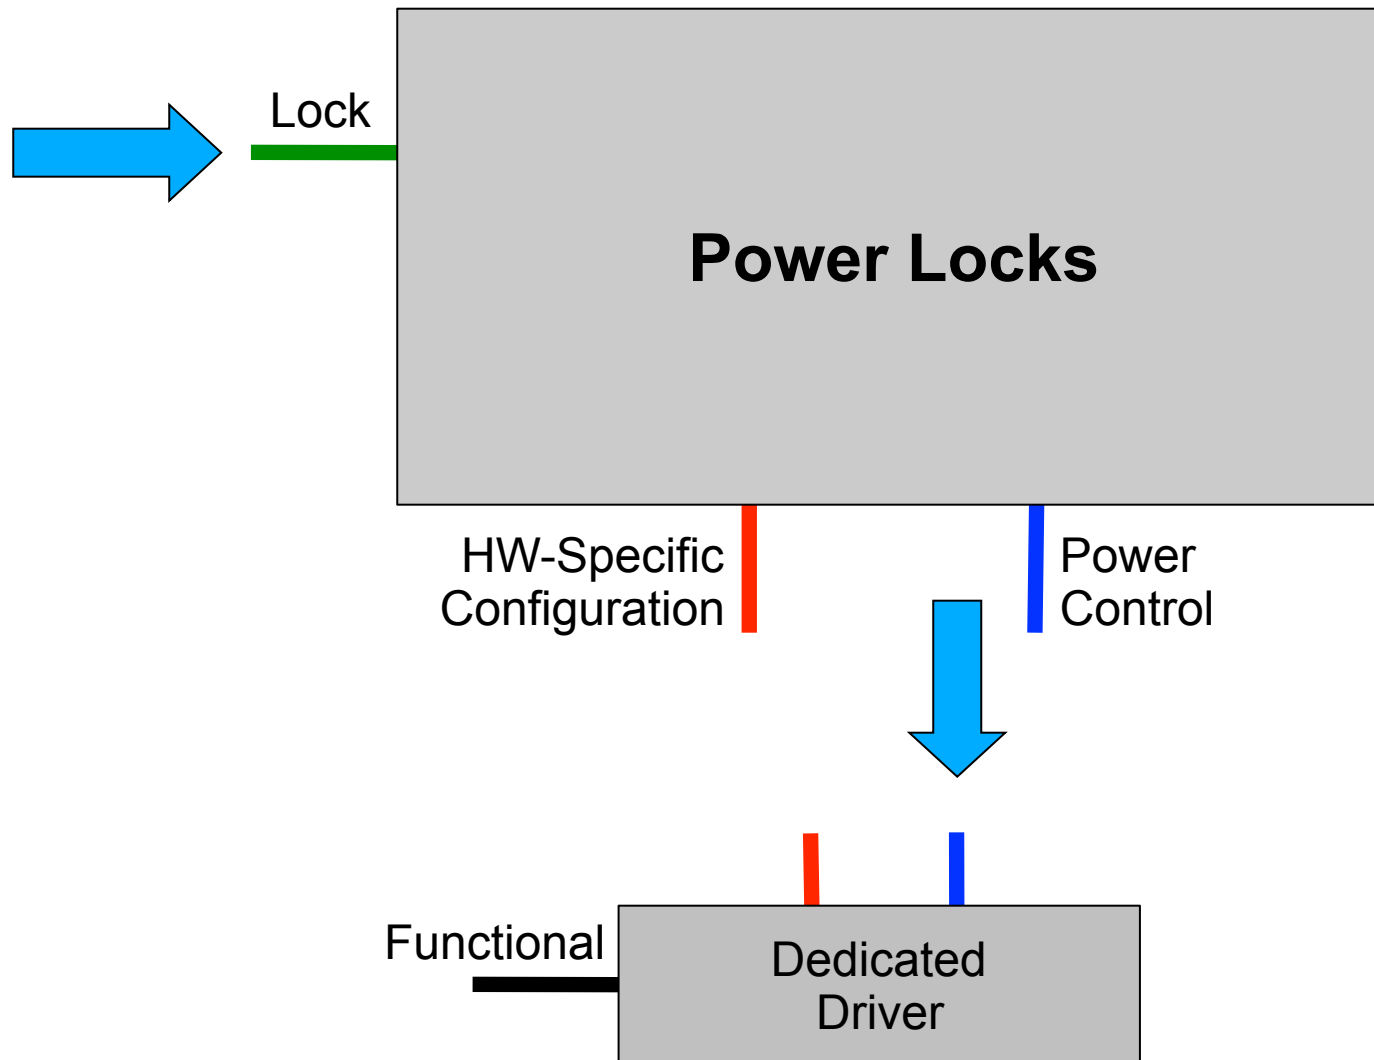 Lock
Power Locks
HW-Specific
Configuration
Power
Control
Functional
Dedicated
Driver